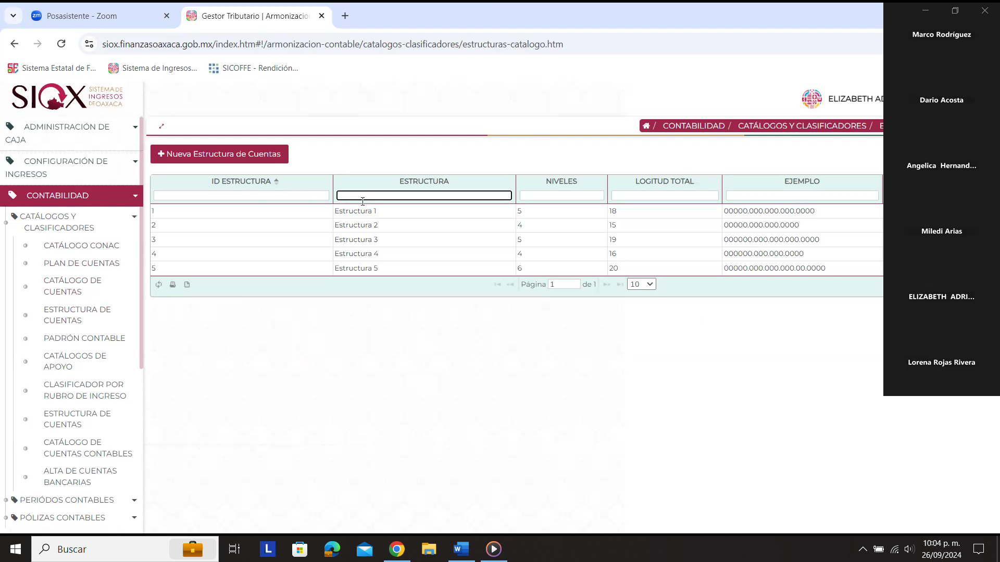 Posasistente - Zoom
Gestor Tributario | Armonizacio
siox.finanzasoaxaca.gob.mx/index.htm#!/armonizacion-contable/catalogos-clasificadores/estructuras-catalogo.htm
Sistema Estatal de F...
Sistema de Ingresos...
SICOFFE - Rendición...
SIOX SISTEMA DE
INGRESOS
DE OAXACA
ELIZABETH AD
ADMINISTRACIÓN DE
CAJA
CONFIGURACIÓN DE
INGRESOS
CONTABILIDAD
CATÁLOGOS Y
CLASIFICADORES
CATÁLOGO CONAC
PLAN DE CUENTAS
CATÁLOGO DE
CUENTAS
ESTRUCTURA DE
CUENTAS
PADRÓN CONTABLE
CATÁLOGOS DE
APOYO
CLASIFICADOR POR
RUBRO DE INGRESO
ESTRUCTURA DE
CUENTAS
CATÁLOGO DE
CUENTAS CONTABLES
ALTA DE CUENTAS
BANCARIAS
PERIÓDOS CONTABLES
PÓLIZAS CONTABLES
/ CONTABILIDAD / CATÁLOGOS Y CLASIFICADORES / E
+ Nueva Estructura de Cuentas
ID ESTRUCTURA ESTRUCTURA NIVELES LOGITUD TOTAL EJEMPLO
1 Estructura 1 5 18 00000.000.000.000.0000
2 Estructura 2 4 15 00000.000.000.0000
3 Estructura 3 5 19 000000.000.000.000.0000
4 Estructura 4 4 16 000000.000.000.0000
5 Estructura 5 6 20 00000.000.000.000.00.0000
Página 1 de 1 10
Marco Rodríguez
Dario Acosta
Angelica Hernand...
Miledi Arias
ELIZABETH ADRI...
Lorena Rojas Rivera
Buscar
10:04 p. m.
26/09/2024